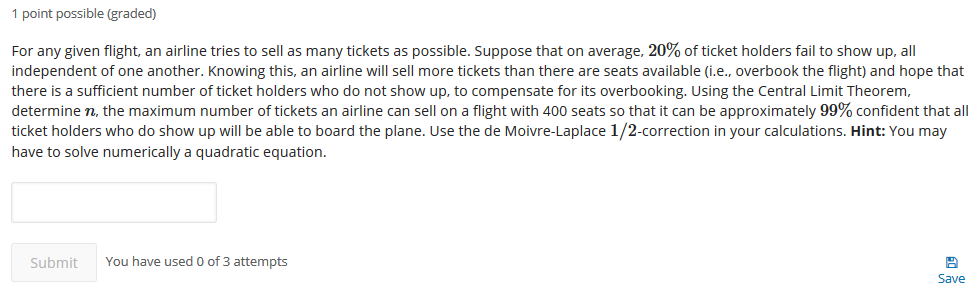 1 point possible (graded)
For any given flight, an airline tries to sell as many tickets as possible. Suppose that on average, 20% of ticket holders fail to show up, all
independent of one another. Knowing this, an airline will sell more tickets than there are seats available (i.e., overbook the flight) and hope that
there is a sufficient number of ticket holders who do not show up, to compensate for its overbooking. Using the Central Limit Theorem,
determine n, the maximum number of tickets an airline can sell on a flight with 400 seats so that it can be approximately 99% confident that all
ticket holders who do show up will be able to board the plane. Use the de Moivre-Laplace 1/2-correction in your calculations. Hint: You may
have to solve numerically a quadratic equation.
Submit You have used 0 of 3 attempts
Save